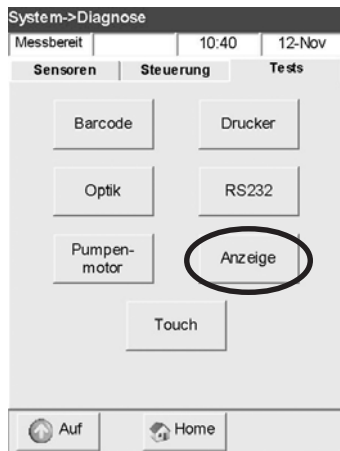 System->Diagnose
Messbereit 10:40 12-Nov
Sensoren Steuerung Tests
Barcode Drucker
Optik RS232
Pumpen-
motor
Anzeige
Touch
Auf Home